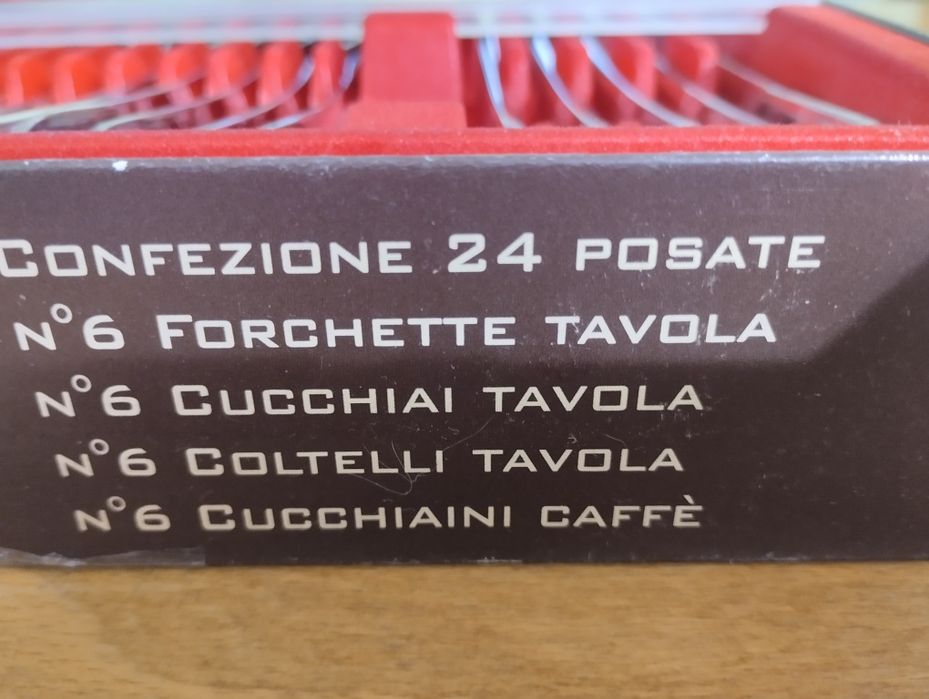 CONFEZIONE 24 POSATE
N°6 FORCHETTE TAVOLA
N°6 CUCCHIAI TAVOLA
N°6 COLTELLI TAVOLA
N°6 CUCCHIAINI CAFFÈ